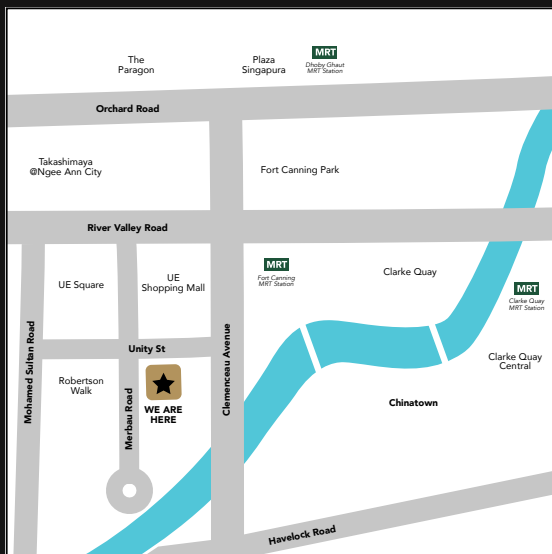 The
Paragon
Plaza
Singapura
MRT
Dhoby Ghaut
MRT Station
Orchard Road
Takashimaya
@Ngee Ann City
Fort Canning Park
River Valley Road
UE Square
UE
Shopping Mall
MRT
Fort Canning
MRT Station
Clarke Quay
MRT
Clarke Quay
MRT Station
Mohamed Sultan Road
Unity St
Clemenceau Avenue
Clarke Quay
Central
Robertson
Walk
Merbau Road
WE ARE
HERE
Chinatown
Havelock Road